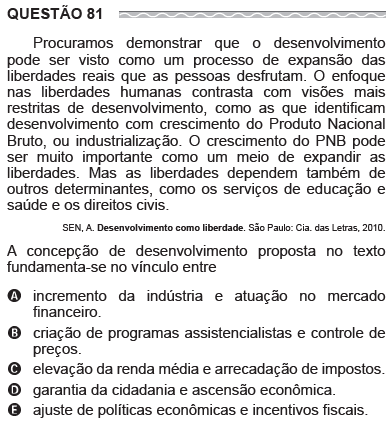 QUESTÃO 81
Procuramos demonstrar que o desenvolvimento
pode ser visto como um processo de expansão das
liberdades reais que as pessoas desfrutam. O enfoque
nas liberdades humanas contrasta com visões mais
restritas de desenvolvimento, como as que identificam
desenvolvimento com crescimento do Produto Nacional
Bruto, ou industrialização. O crescimento do PNB pode
ser muito importante como um meio de expandir as
liberdades. Mas as liberdades dependem também de
outros determinantes, como os serviços de educação e
saúde e os direitos civis.
SEN, A. Desenvolvimento como liberdade. São Paulo: Cia. das Letras, 2010.
A concepção de desenvolvimento proposta no texto
fundamenta-se no vínculo entre
A incremento da indústria e atuação no mercado
financeiro.
B criação de programas assistencialistas e controle de
preços.
C elevação da renda média e arrecadação de impostos.
D garantia da cidadania e ascensão econômica.
E ajuste de políticas econômicas e incentivos fiscais.